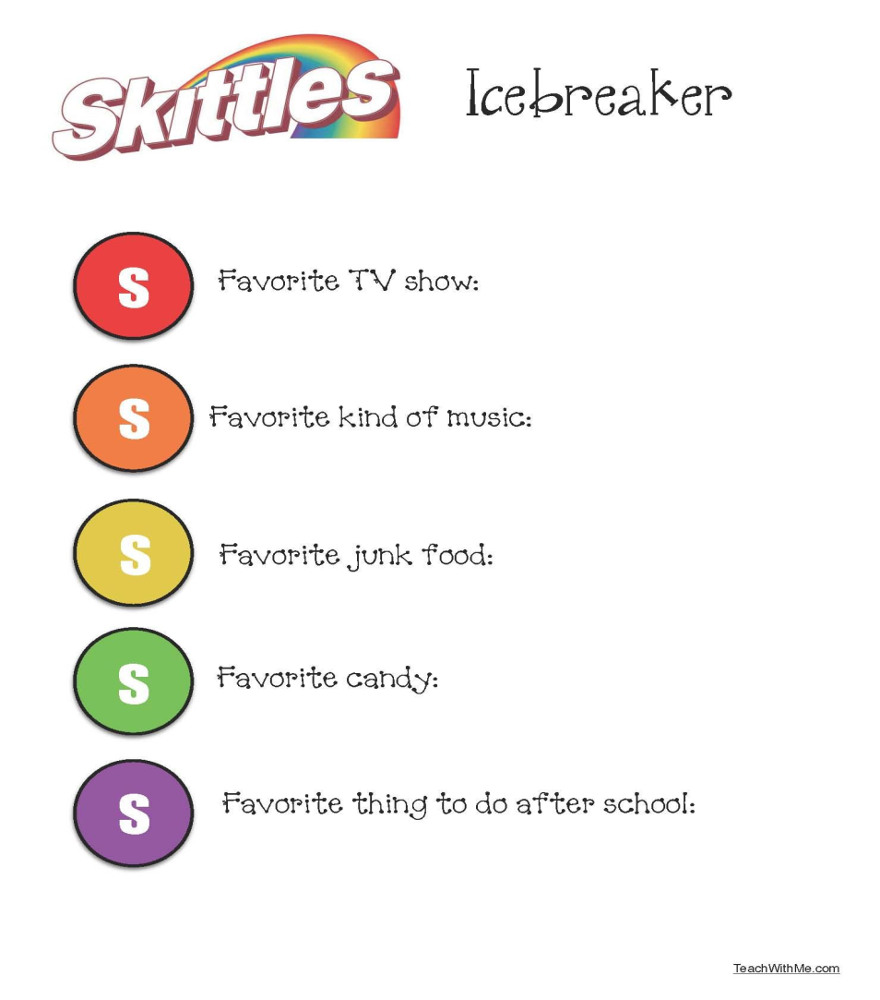 Skittles Icebreaker
S Favorite TV show:
S Favorite kind of music:
S Favorite junk food:
S Favorite candy:
S Favorite thing to do after school:
TeachWithMe.com